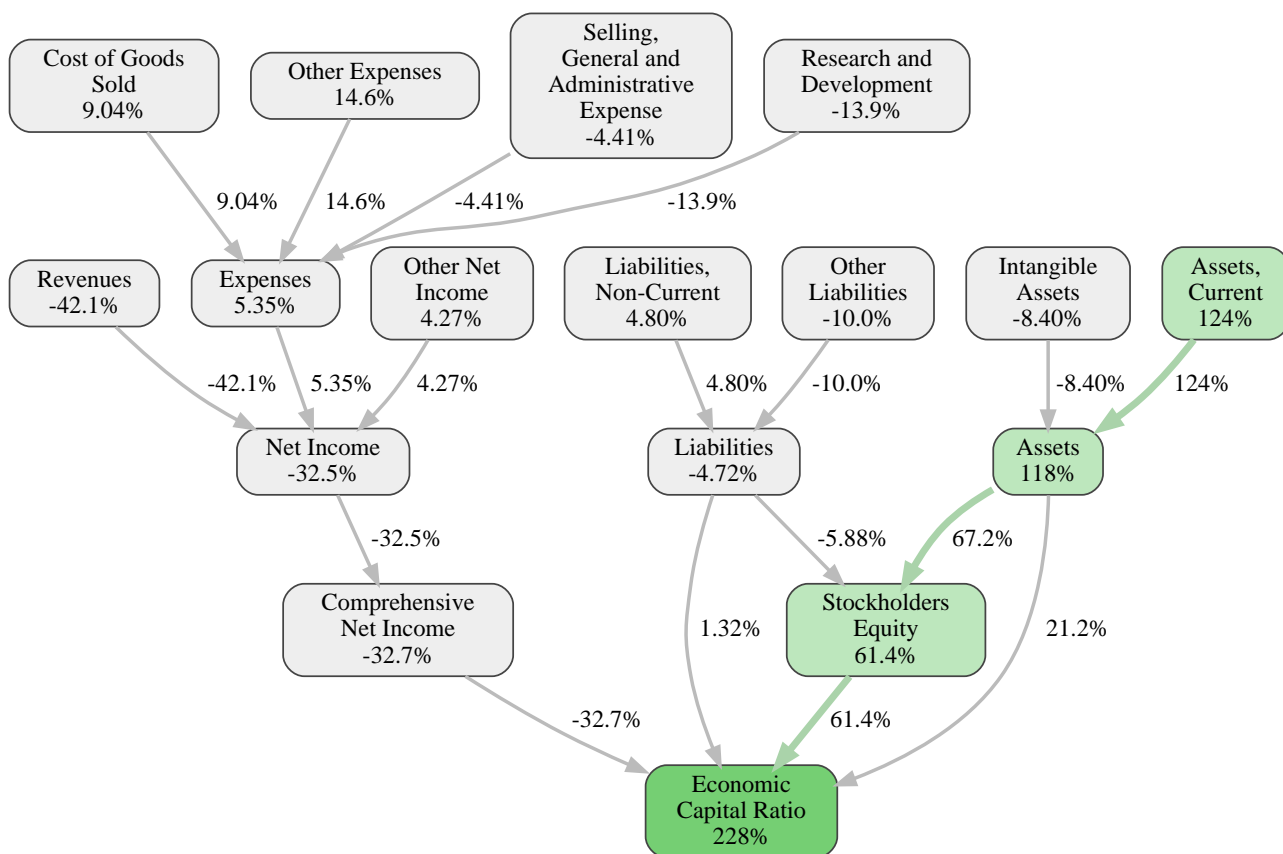 Cost of Goods
Sold
9.04%
Other Expenses
14.6%
Selling,
General and
Administrative
Expense
-4.41%
Research and
Development
-13.9%
9.04%
14.6%
-4.41%
-13.9%
Revenues
-42.1%
Expenses
5.35%
Other Net
Income
4.27%
Liabilities,
Non-Current
4.80%
Other
Liabilities
-10.0%
Intangible
Assets
-8.40%
Assets,
Current
124%
-42.1%
5.35%
4.27%
4.80%
-10.0%
-8.40%
124%
Net Income
-32.5%
Liabilities
-4.72%
Assets
118%
-32.5%
-5.88%
67.2%
Comprehensive
Net Income
-32.7%
1.32%
Stockholders
Equity
61.4%
21.2%
-32.7%
61.4%
Economic
Capital Ratio
228%